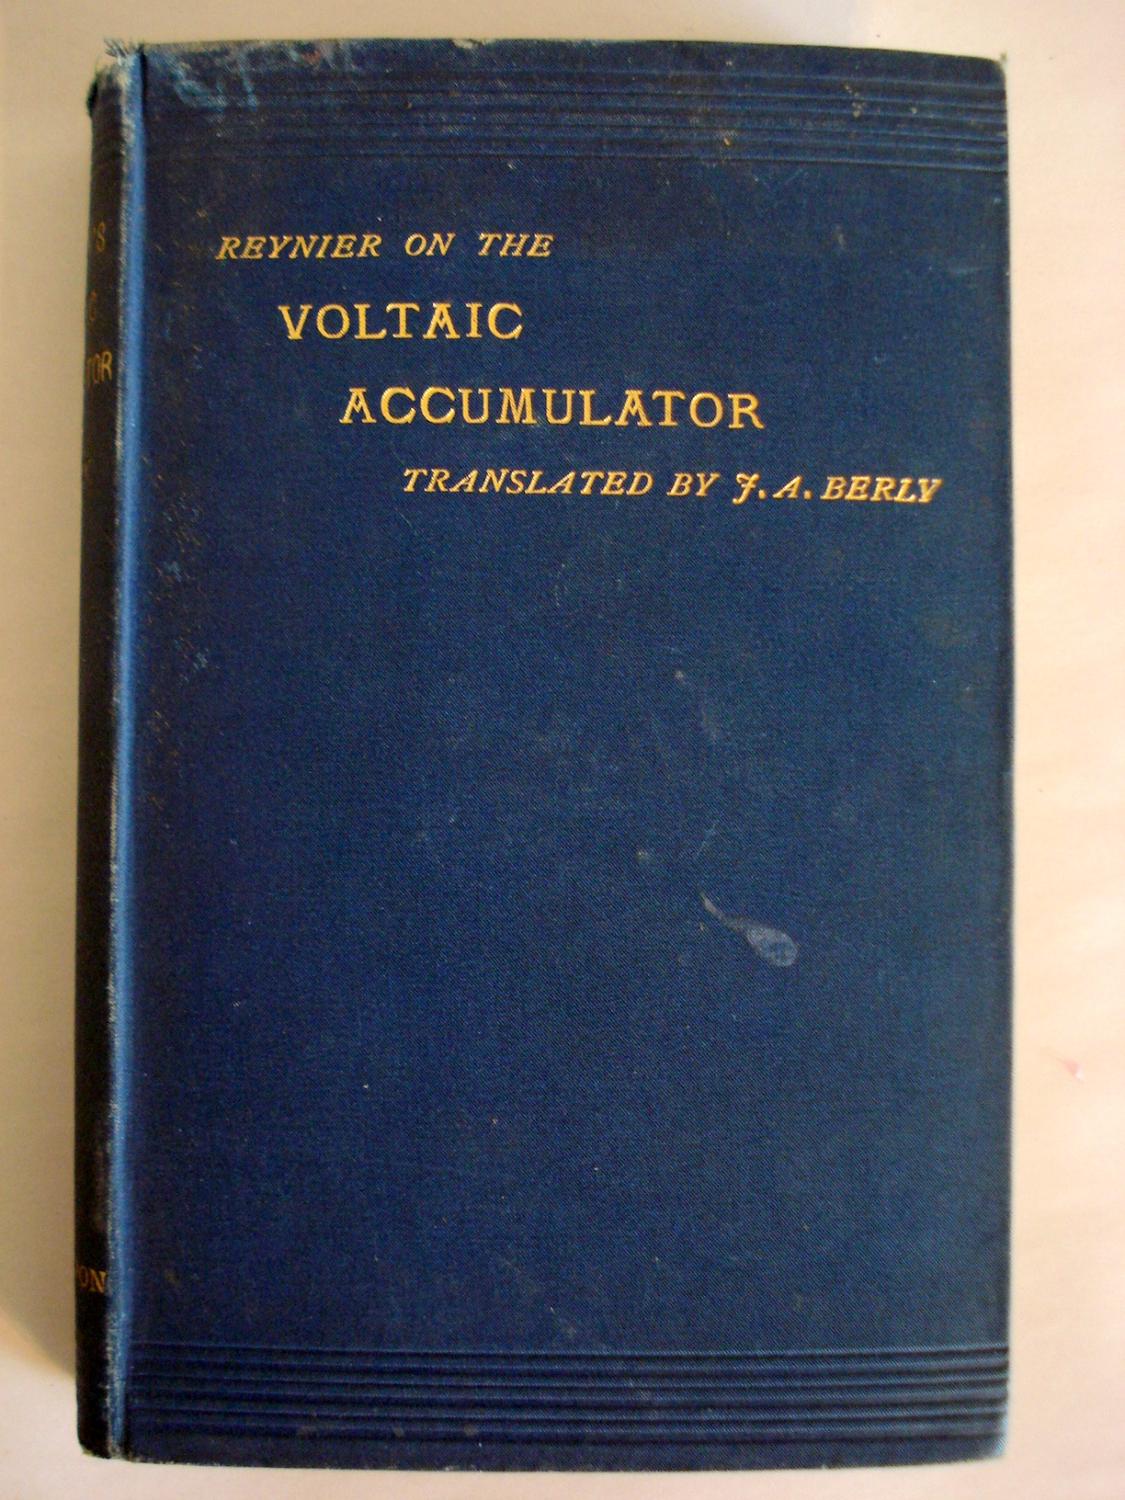 REYNIER ON THE
VOLTAIC
ACCUMULATOR
TRANSLATED BY J. A. BERLY